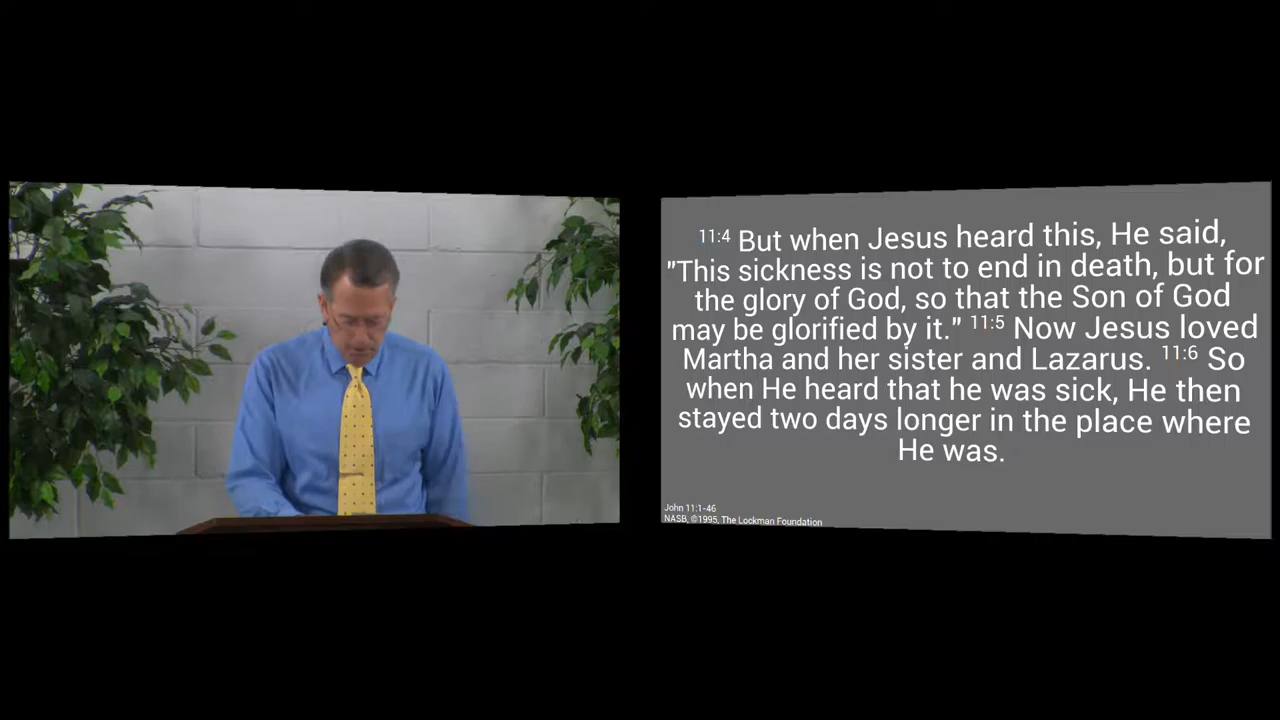 11:4 But when Jesus heard this, He said,
"This sickness is not to end in death, but for
the glory of God, so that the Son of God
may be glorified by it." 11:5 Now Jesus loved
Martha and her sister and Lazarus. 11:6 So
when He heard that he was sick, He then
stayed two days longer in the place where
He was.
John 11:1-46
NASB, ©1995, The Lockman Foundation